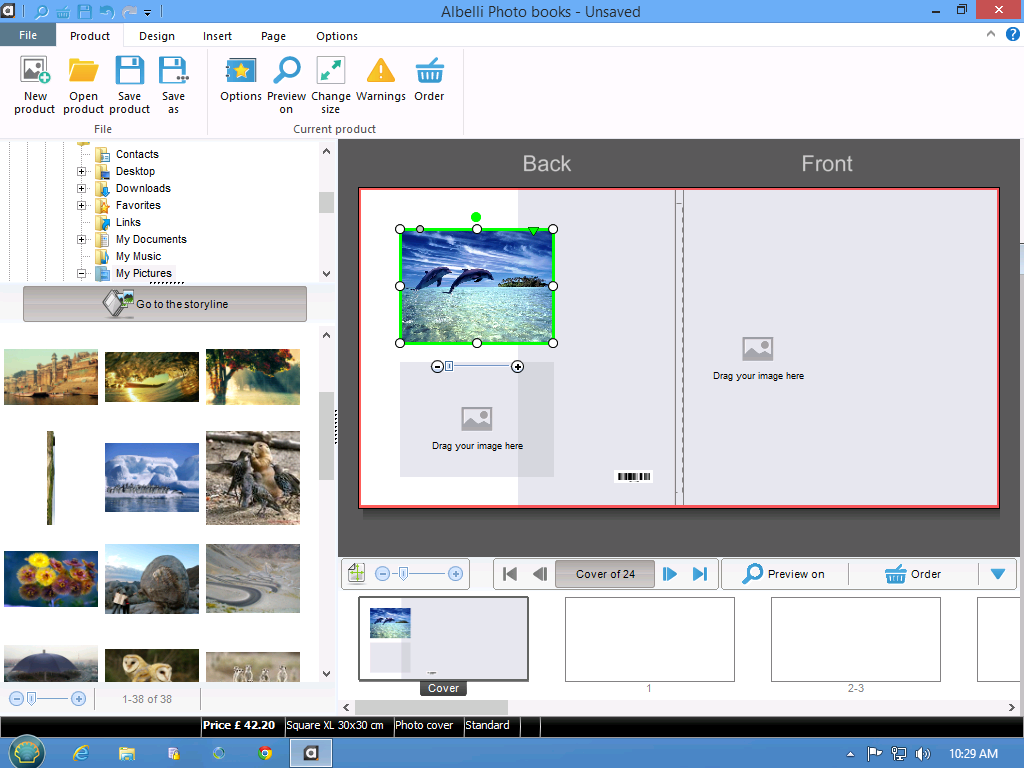 Albelli Photo books - Unsaved
File
Product
Design
Insert
Page
Options
New product
Open product
Save product
Save as
Options
Preview on
Change size
Warnings
Order
File
Current product
Contacts
Desktop
Downloads
Favorites
Links
My Documents
My Music
My Pictures
Go to the storyline
1-38 of 38
Back
Front
Drag your image here
Drag your image here
Cover of 24
Preview on
Order
Cover
1
2-3
Price £ 42.20
Square XL 30x30 cm
Photo cover
Standard
10:29 AM